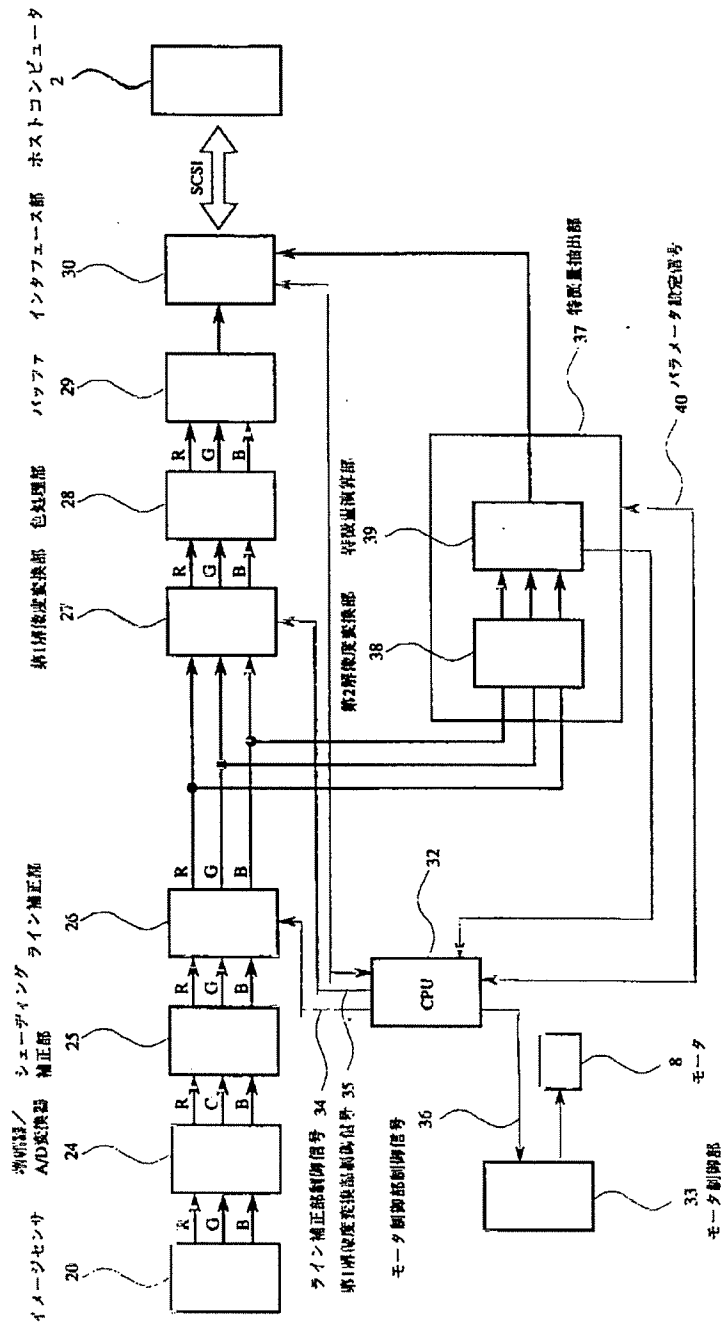 イメージセンサ
20
増幅器/
A/D変換器
24
シェーディング
補正部
25
ライン補正部
26
第1解像度変換部
27
色処理部
28
バッファ
29
インタフェース部
30
ホストコンピュータ
2
R
G
B
R
C
B
R
G
B
R
G
B
R
G
B
R
G
B
SCSI
ライン補正部制御信号 34
第1解像度変換部制御信号 35
モータ制御部制御信号
36
CPU
32
第2解像度変換部
38
特徴量演算部
39
37 特徴量抽出部
40 パラメータ設定信号
33
モータ制御部
8
モータ